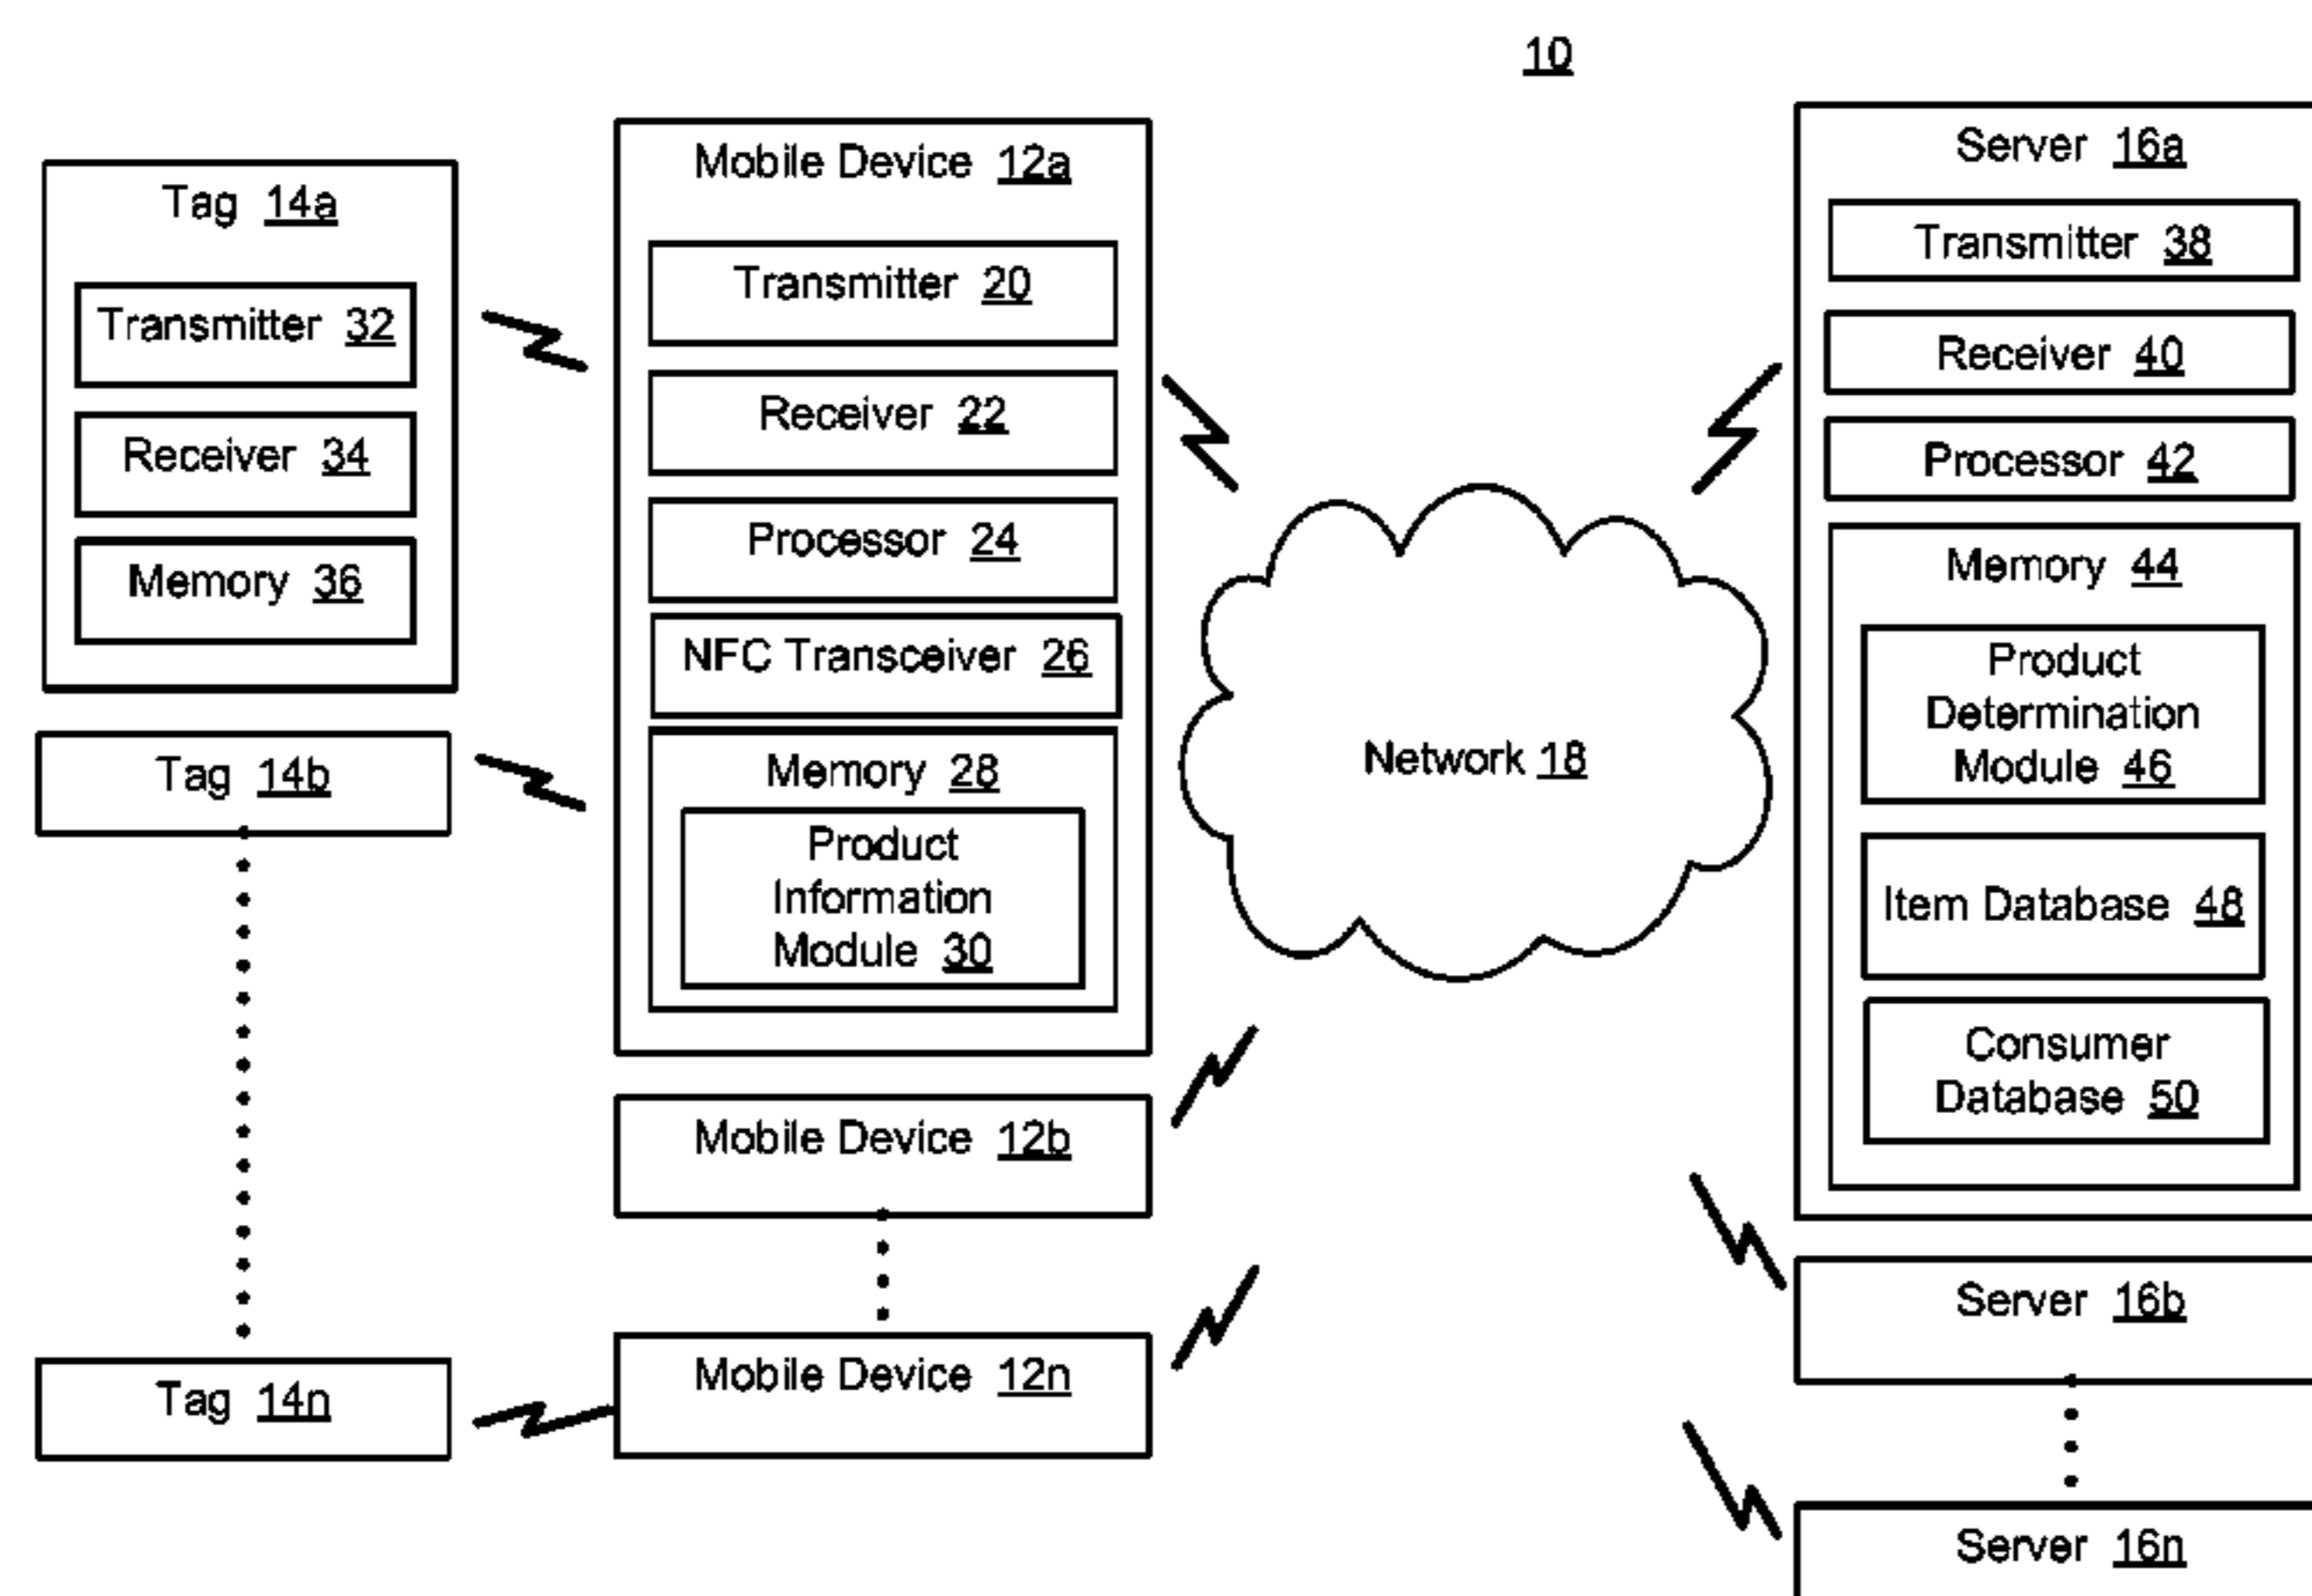 10
Tag 14a
Transmitter 32
Receiver 34
Memory 36
Tag 14b
Tag 14n
Mobile Device 12a
Transmitter 20
Receiver 22
Processor 24
NFC Transceiver 26
Memory 28
Product
Information
Module 30
Mobile Device 12b
Mobile Device 12n
Network 18
Server 16a
Transmitter 38
Receiver 40
Processor 42
Memory 44
Product
Determination
Module 46
Item Database 48
Consumer
Database 50
Server 16b
Server 16n